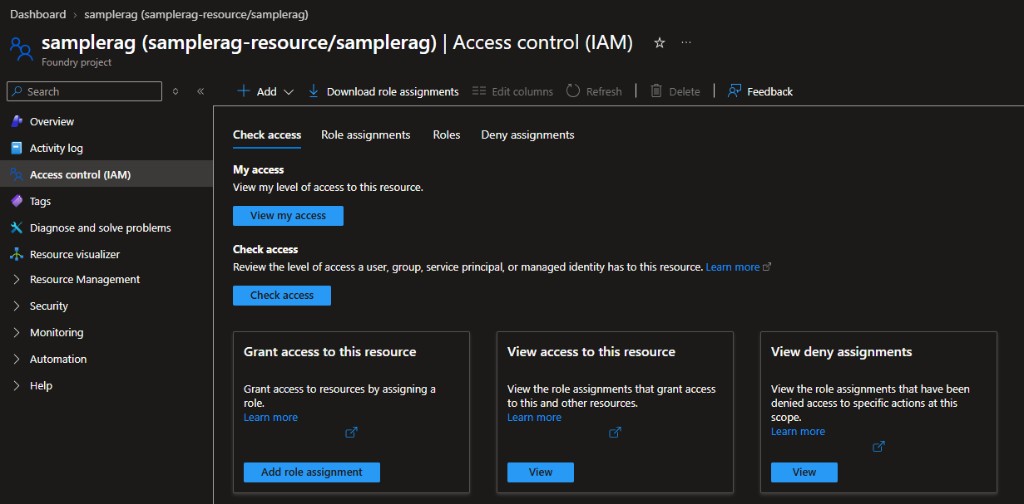 Dashboard > samplerag (samplerag-resource/samplerag)
samplerag (samplerag-resource/samplerag) | Access control (IAM) ☆ ...
Foundry project
Search
+ Add Download role assignments Edit columns Refresh | Delete | Feedback
Overview
Activity log
Access control (IAM)
Tags
Diagnose and solve problems
Resource visualizer
> Resource Management
> Security
> Monitoring
> Automation
> Help
Check access Role assignments Roles Deny assignments
My access
View my level of access to this resource.
View my access
Check access
Review the level of access a user, group, service principal, or managed identity has to this resource. Learn more
Check access
Grant access to this resource
Grant access to resources by assigning a
role.
Learn more
Add role assignment
View access to this resource
View the role assignments that grant access
to this and other resources.
Learn more
View
View deny assignments
View the role assignments that have been
denied access to specific actions at this
scope.
Learn more
View